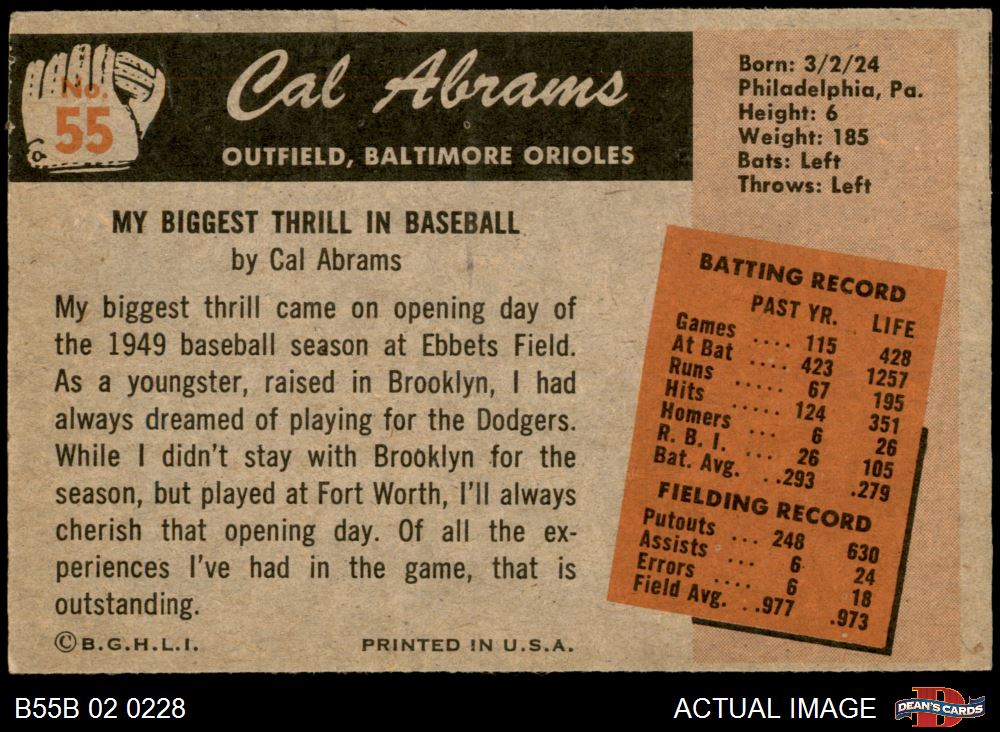 No.
55
Cal Abrams
OUTFIELD, BALTIMORE ORIOLES
Born: 3/2/24
Philadelphia, Pa.
Height: 6
Weight: 185
Bats: Left
Throws: Left
MY BIGGEST THRILL IN BASEBALL
by Cal Abrams
My biggest thrill came on opening day of
the 1949 baseball season at Ebbets Field.
As a youngster, raised in Brooklyn, I had
always dreamed of playing for the Dodgers.
While I didn't stay with Brooklyn for the
season, but played at Fort Worth, I'll always
cherish that opening day. Of all the ex-
periences I've had in the game, that is
outstanding.
©B.G.H.L.I. PRINTED IN U.S.A.
BATTING RECORD
PAST YR. LIFE
Games .... 115 428
At Bat .... 423 1257
Runs ..... 67 195
Hits ..... 124 351
Homers ... 6 26
R. B. I. ... 26 105
Bat. Avg. ..293 .279
FIELDING RECORD
Putouts ... 248 630
Assists ... 6 24
Errors .... 6 18
Field Avg. ..977 .973
B55B 02 0228 ACTUAL IMAGE
DEAN'S CARDS